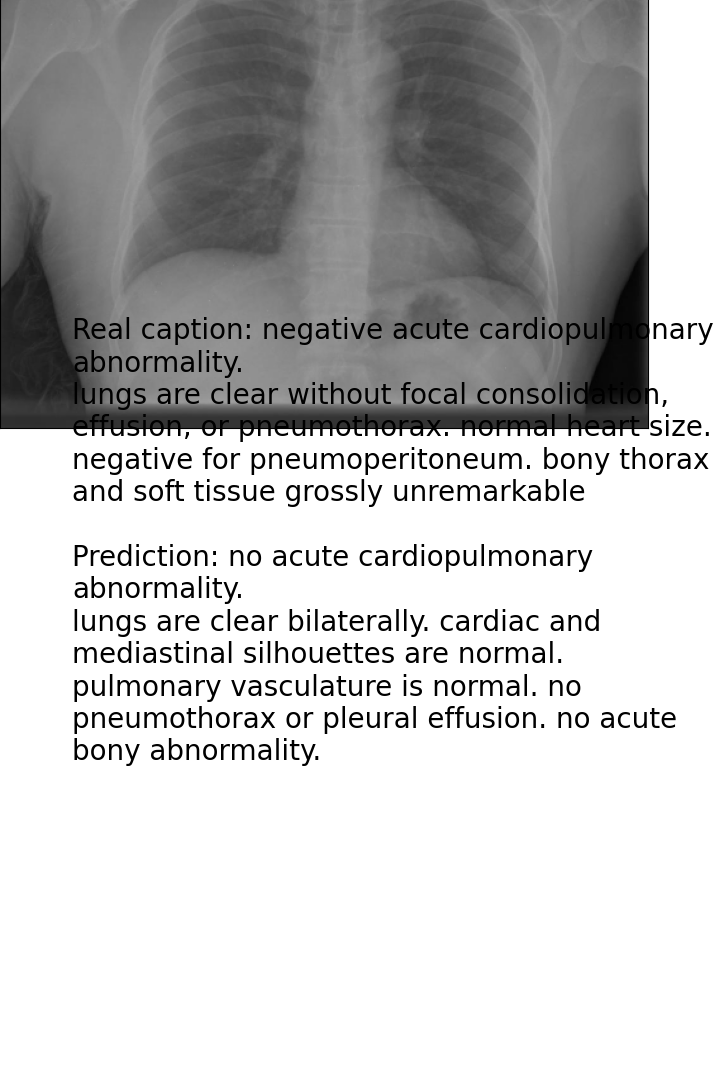 Real caption: negative acute cardiopulmonary
abnormality.
lungs are clear without focal consolidation,
effusion, or pneumothorax. normal heart size.
negative for pneumoperitoneum. bony thorax
and soft tissue grossly unremarkable
Prediction: no acute cardiopulmonary
abnormality.
lungs are clear bilaterally. cardiac and
mediastinal silhouettes are normal.
pulmonary vasculature is normal. no
pneumothorax or pleural effusion. no acute
bony abnormality.